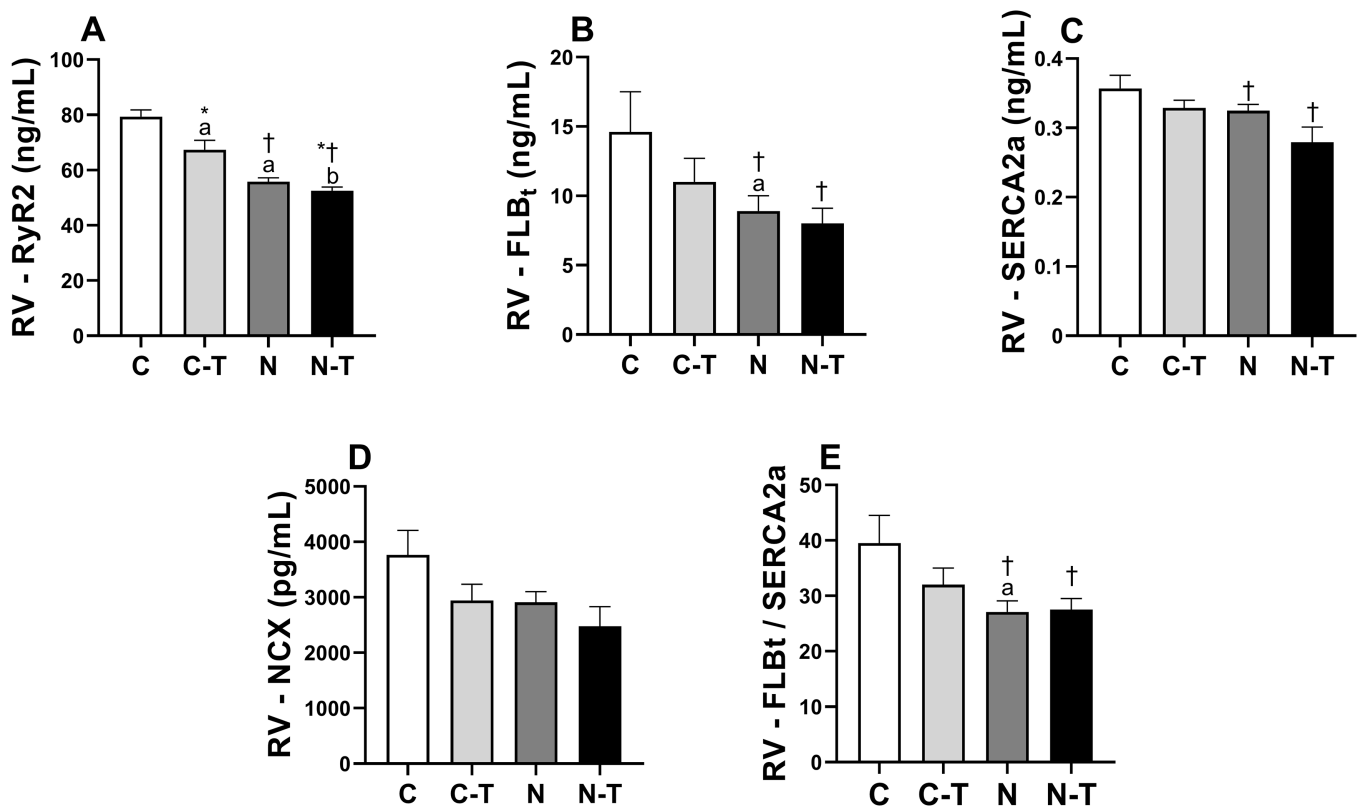 A
RV - RyR2 (ng/mL)
100
80
60
40
20
0
*
a
†
a
*†
b
C C-T N N-T
B
RV - FLBt (ng/mL)
20
15
10
5
0
†
a
†
C C-T N N-T
C
RV - SERCA2a (ng/mL)
0.4
0.3
0.2
0.1
0
†
†
C C-T N N-T
D
RV - NCX (pg/mL)
5000
4000
3000
2000
1000
0
C C-T N N-T
E
RV - FLBt / SERCA2a
50
40
30
20
10
0
†
a
†
C C-T N N-T